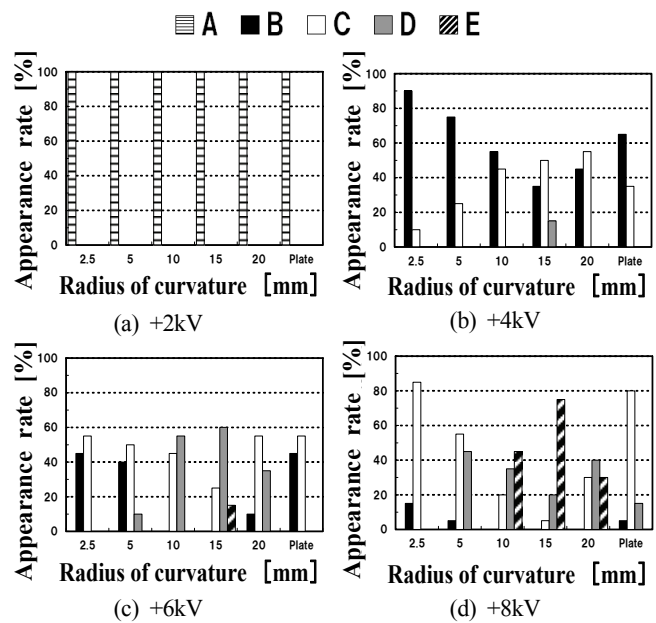 A B C D E
Appearance rate [%]
100
80
60
40
20
0
2.5 5 10 15 20 Plate
Radius of curvature [mm]
(a) +2kV
Appearance rate [%]
100
80
60
40
20
0
2.5 5 10 15 20 Plate
Radius of curvature [mm]
(b) +4kV
Appearance rate [%]
100
80
60
40
20
0
2.5 5 10 15 20 Plate
Radius of curvature [mm]
(c) +6kV
Appearance rate [%]
100
80
60
40
20
0
2.5 5 10 15 20 Plate
Radius of curvature [mm]
(d) +8kV